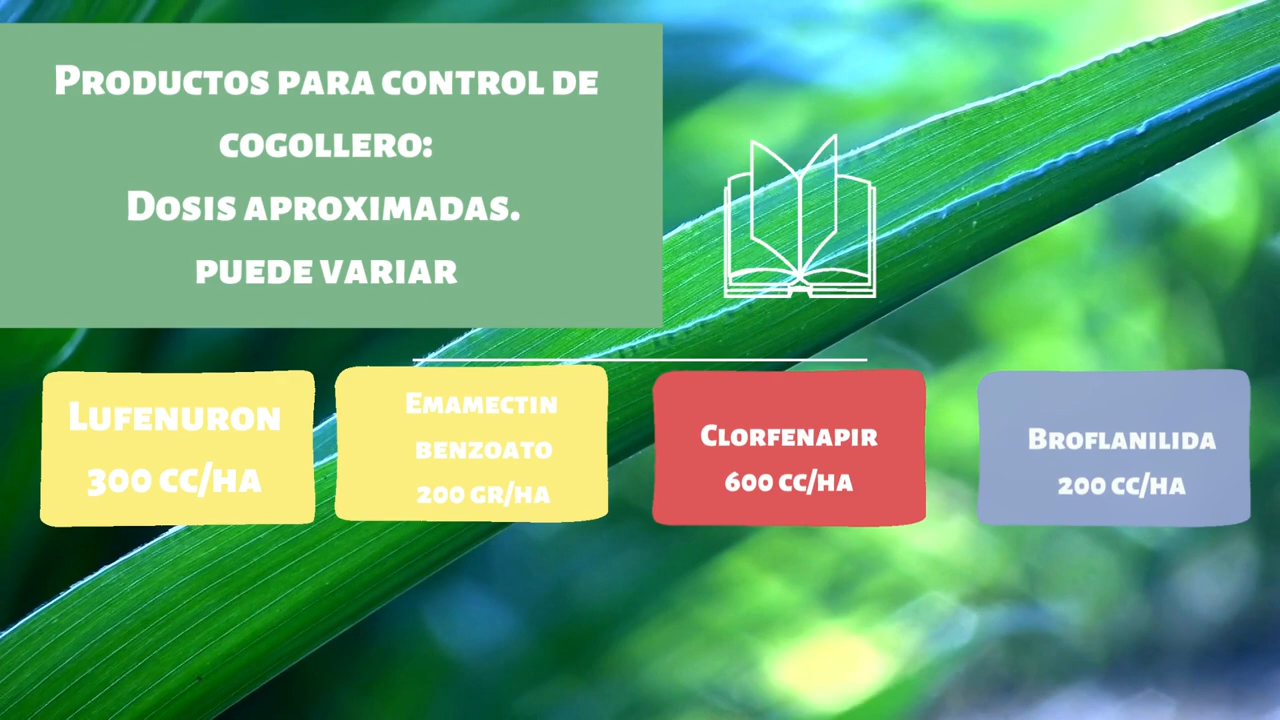 Productos para control de
cogollero:
Dosis aproximadas.
puede variar
Lufenuron
300 cc/ha
Emamectin
benzoato
200 gr/ha
Clorfenapir
600 cc/ha
Broflanilida
200 cc/ha